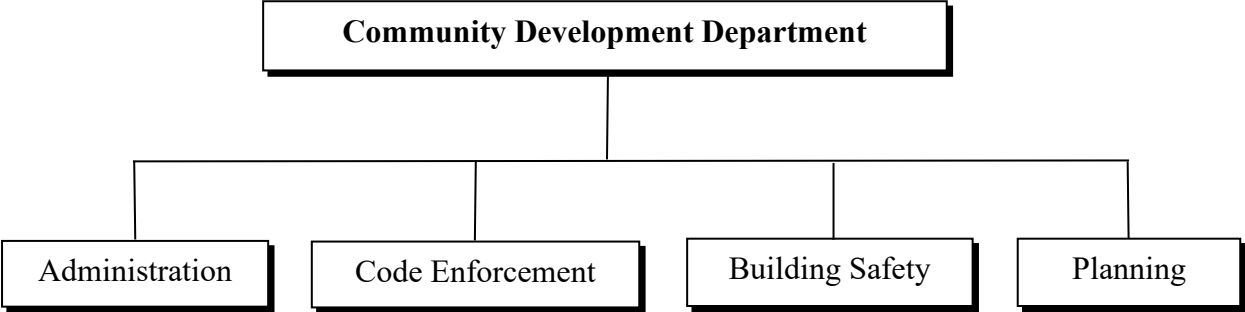 Community Development Department
Administration
Code Enforcement
Building Safety
Planning